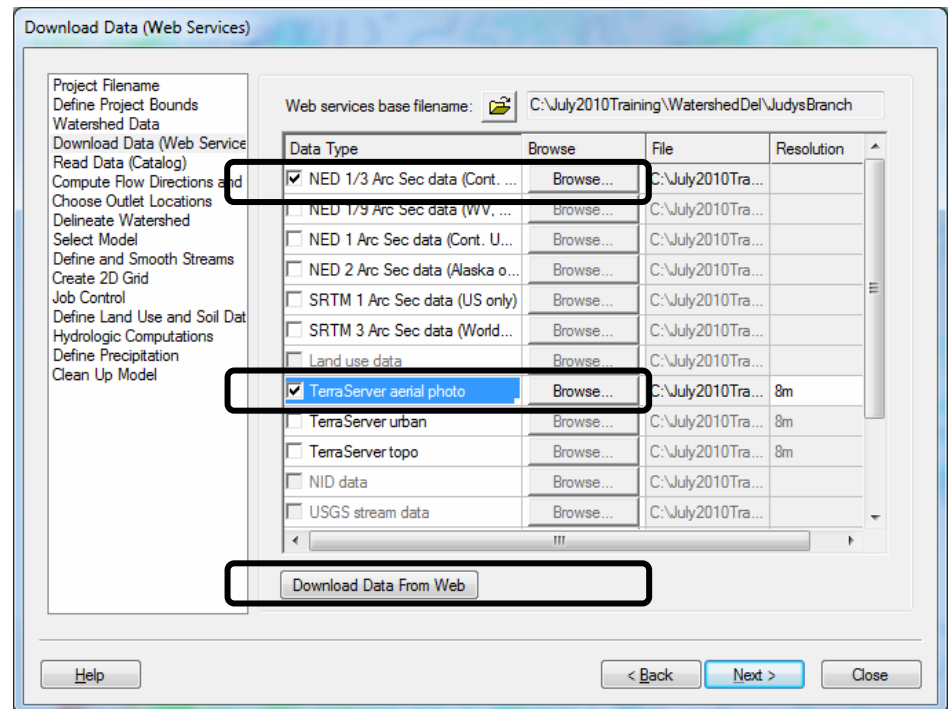 Download Data (Web Services)
Project Filename
Define Project Bounds
Watershed Data
Download Data (Web Service
Read Data (Catalog)
Compute Flow Directions and
Choose Outlet Locations
Delineate Watershed
Select Model
Define and Smooth Streams
Create 2D Grid
Job Control
Define Land Use and Soil Dat
Hydrologic Computations
Define Precipitation
Clean Up Model
Web services base filename: C:\July2010Training\WatershedDel\JudysBranch
Data Type Browse File Resolution
NED 1/3 Arc Sec data (Cont. ... Browse... C:\July2010Tra...
NED 1/9 Arc Sec data (WV, ... Browse... C:\July2010Tra...
NED 1 Arc Sec data (Cont. U... Browse... C:\July2010Tra...
NED 2 Arc Sec data (Alaska o... Browse... C:\July2010Tra...
SRTM 1 Arc Sec data (US only) Browse... C:\July2010Tra...
SRTM 3 Arc Sec data (World... Browse... C:\July2010Tra...
Land use data Browse... C:\July2010Tra...
TerraServer aerial photo Browse... C:\July2010Tra... 8m
TerraServer urban Browse... C:\July2010Tra... 8m
TerraServer topo Browse... C:\July2010Tra... 8m
NID data Browse... C:\July2010Tra...
USGS stream data Browse... C:\July2010Tra...
Download Data From Web
Help < Back Next > Close